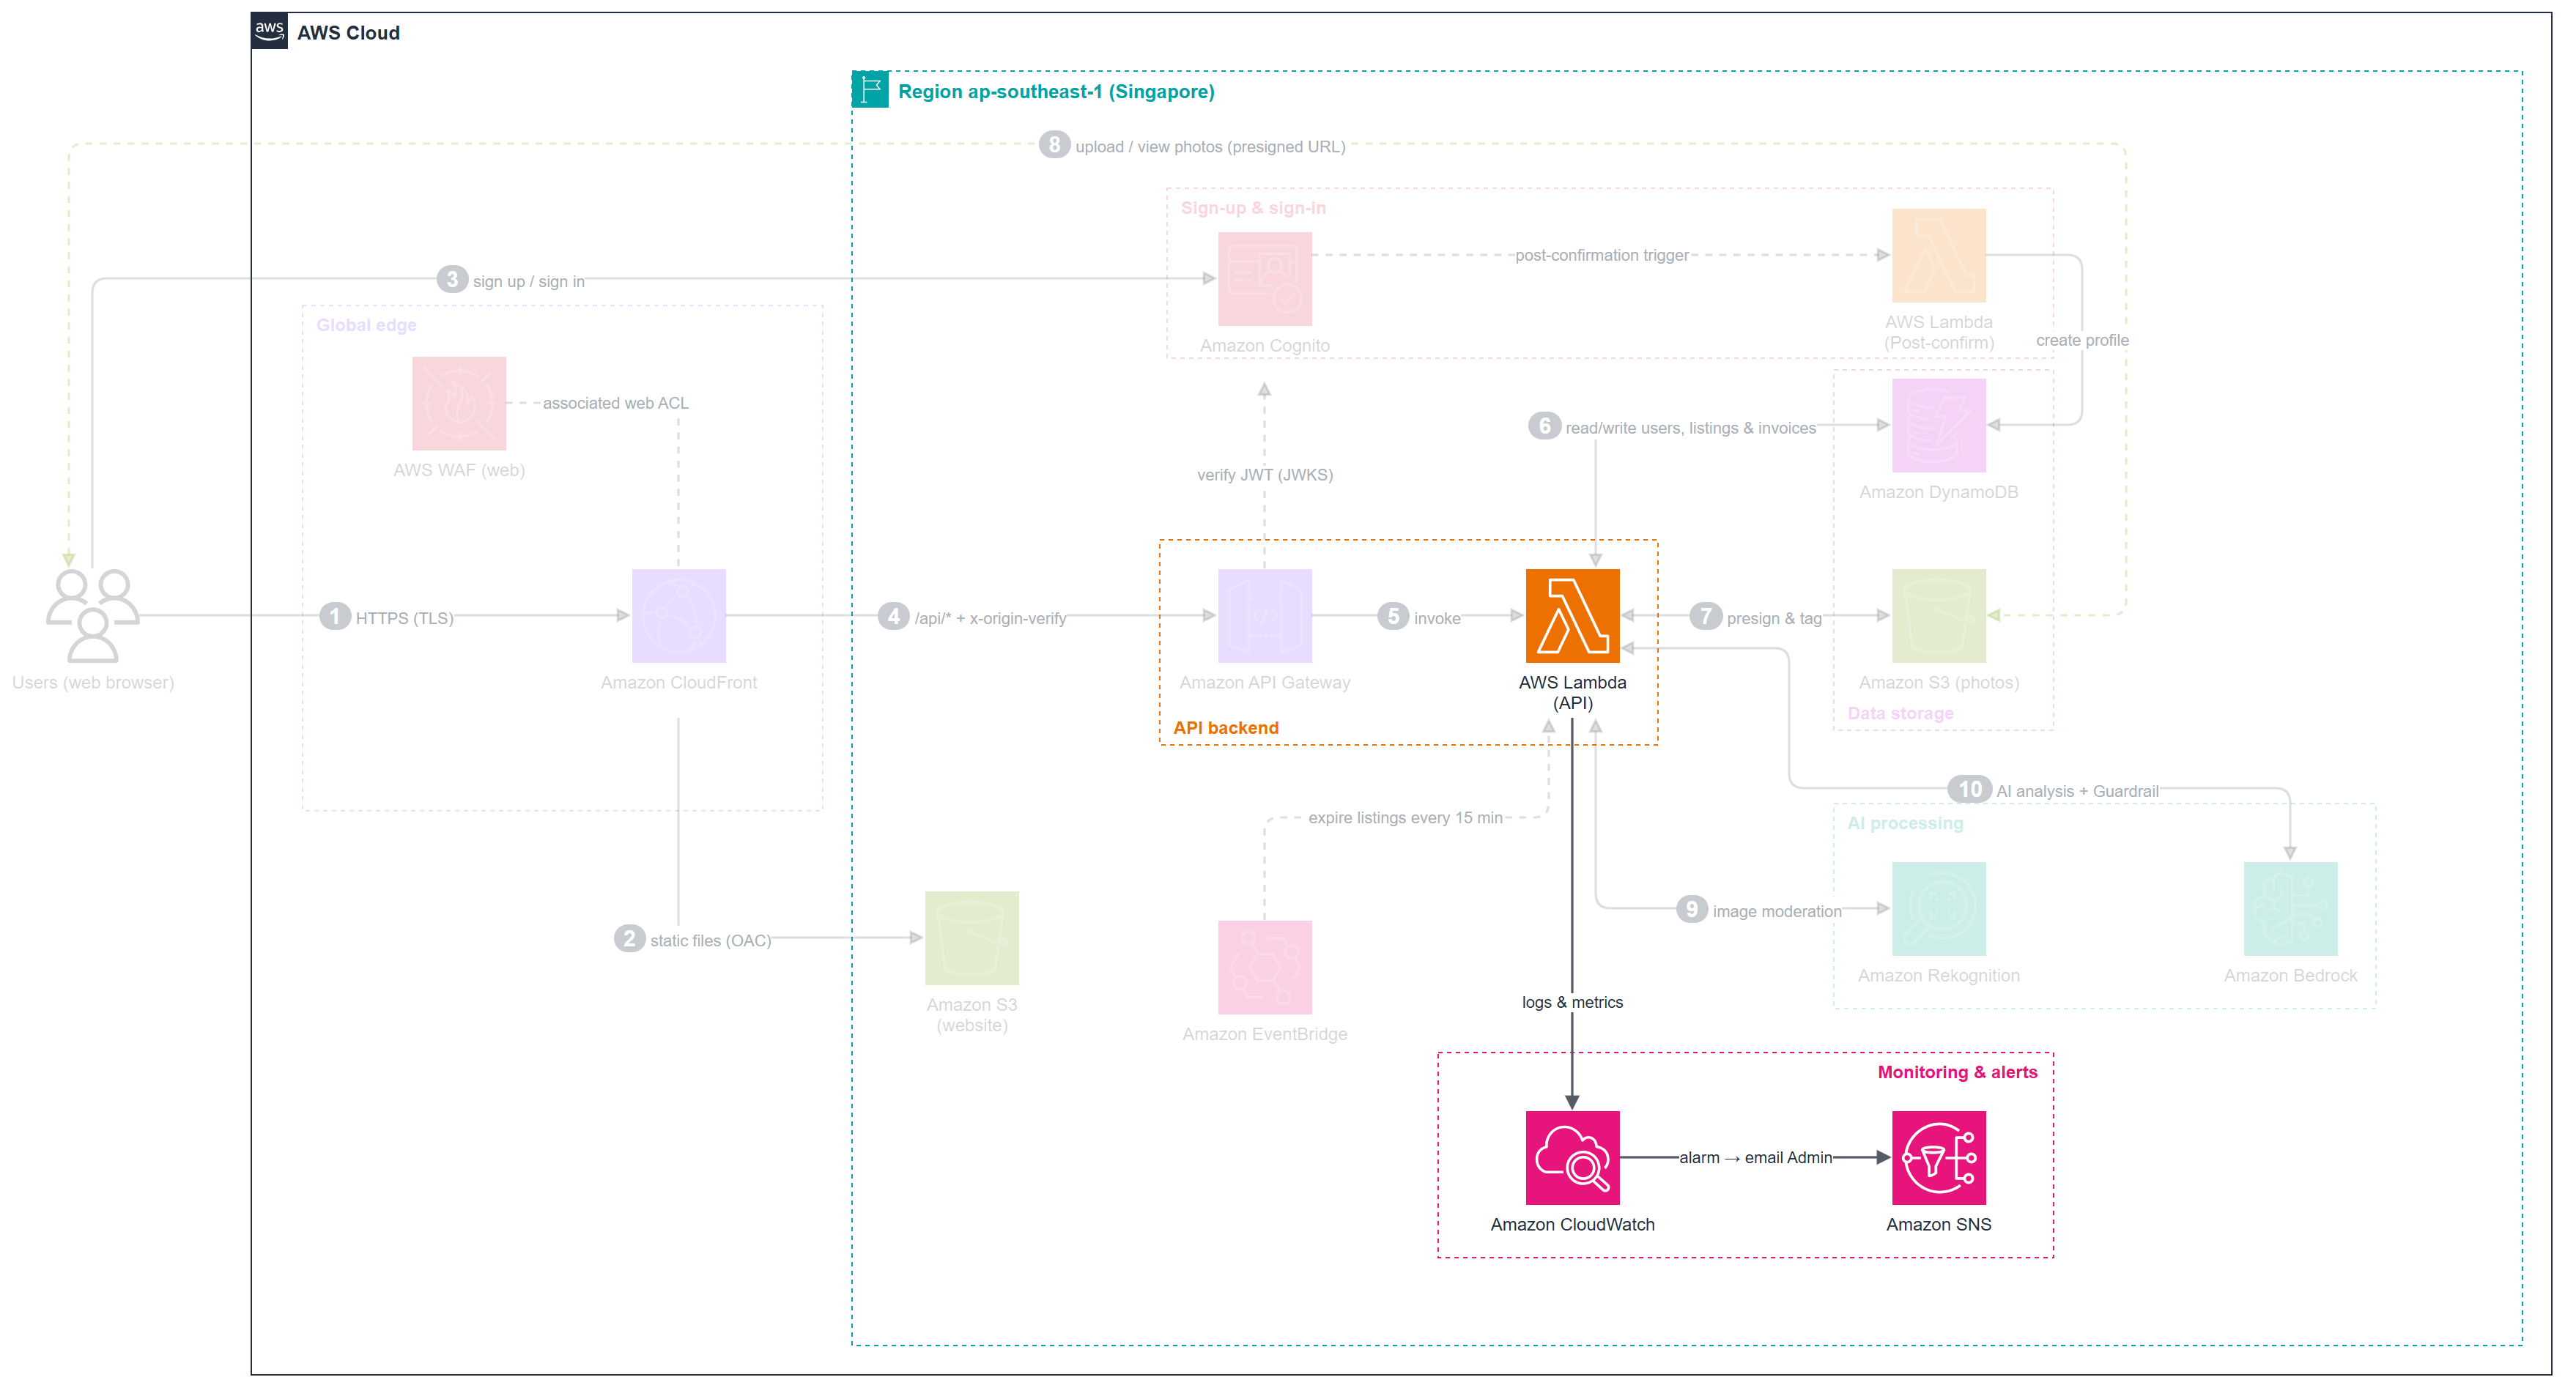 aws
AWS Cloud
Region ap-southeast-1 (Singapore)
8 upload / view photos (presigned URL)
Sign-up & sign-in
post-confirmation trigger
3 sign up / sign in
Amazon Cognito
AWS Lambda
(Post-confirm)
create profile
Global edge
associated web ACL
AWS WAF (web)
6 read/write users, listings & invoices
verify JWT (JWKS)
Amazon DynamoDB
1 HTTPS (TLS)
4 /api/* + x-origin-verify
5 invoke
7 presign & tag
Users (web browser)
Amazon CloudFront
Amazon API Gateway
AWS Lambda
(API)
Amazon S3 (photos)
Data storage
API backend
10 AI analysis + Guardrail
expire listings every 15 min
AI processing
9 image moderation
2 static files (OAC)
Amazon Rekognition
Amazon Bedrock
Amazon S3
(website)
Amazon EventBridge
logs & metrics
Monitoring & alerts
alarm → email Admin
Amazon CloudWatch
Amazon SNS